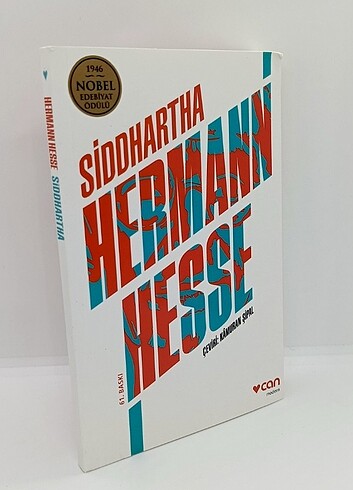 1946
NOBEL
EDEBİYAT
ÖDÜLÜ
SİDDHARTHA
HERMANN
HESSE
ÇEVİRİ: KÂMURAN ŞİPAL
61. BASKI
can
modern
HERMANN HESSE SİDDHARTHA